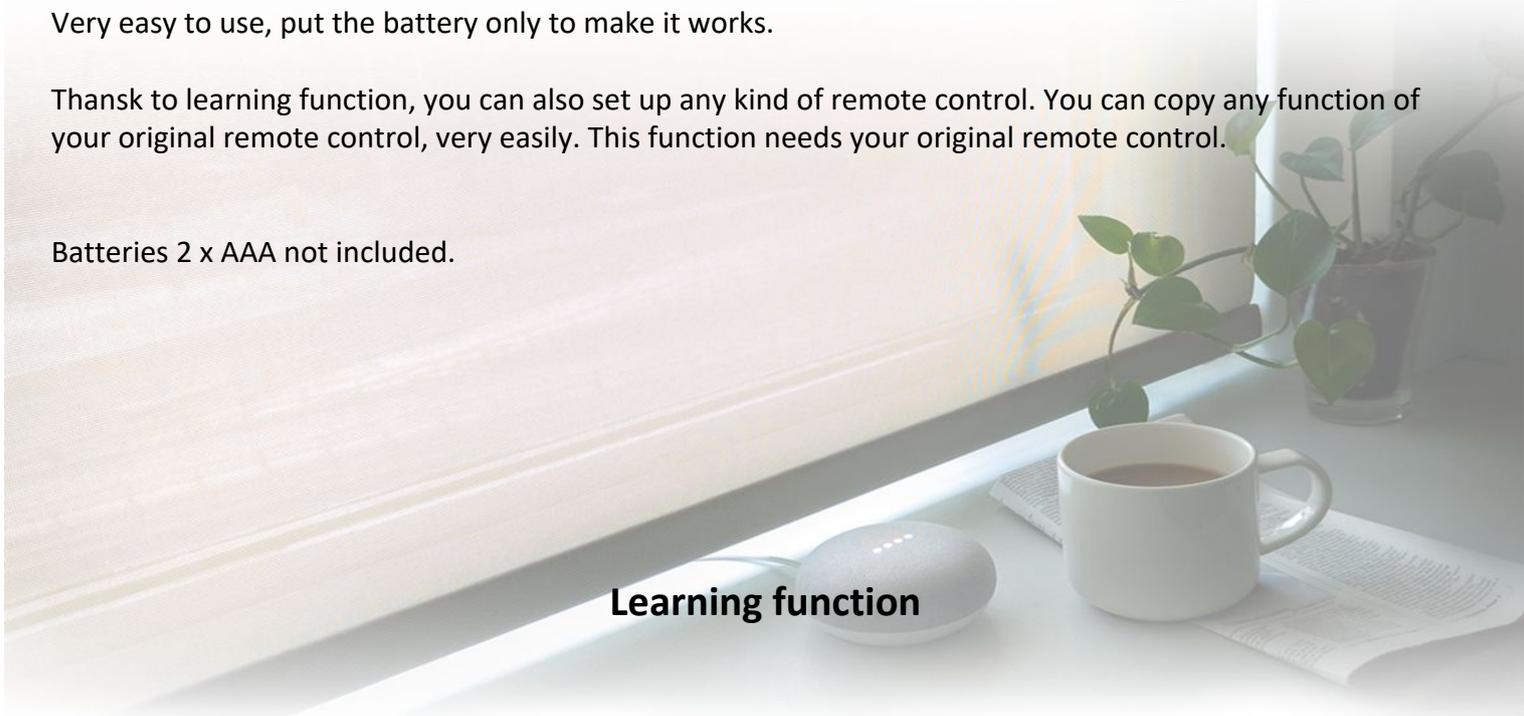 Very easy to use, put the battery only to make it works.
Thansk to learning function, you can also set up any kind of remote control. You can copy any function of
your original remote control, very easily. This function needs your original remote control.
Batteries 2 x AAA not included.
Learning function